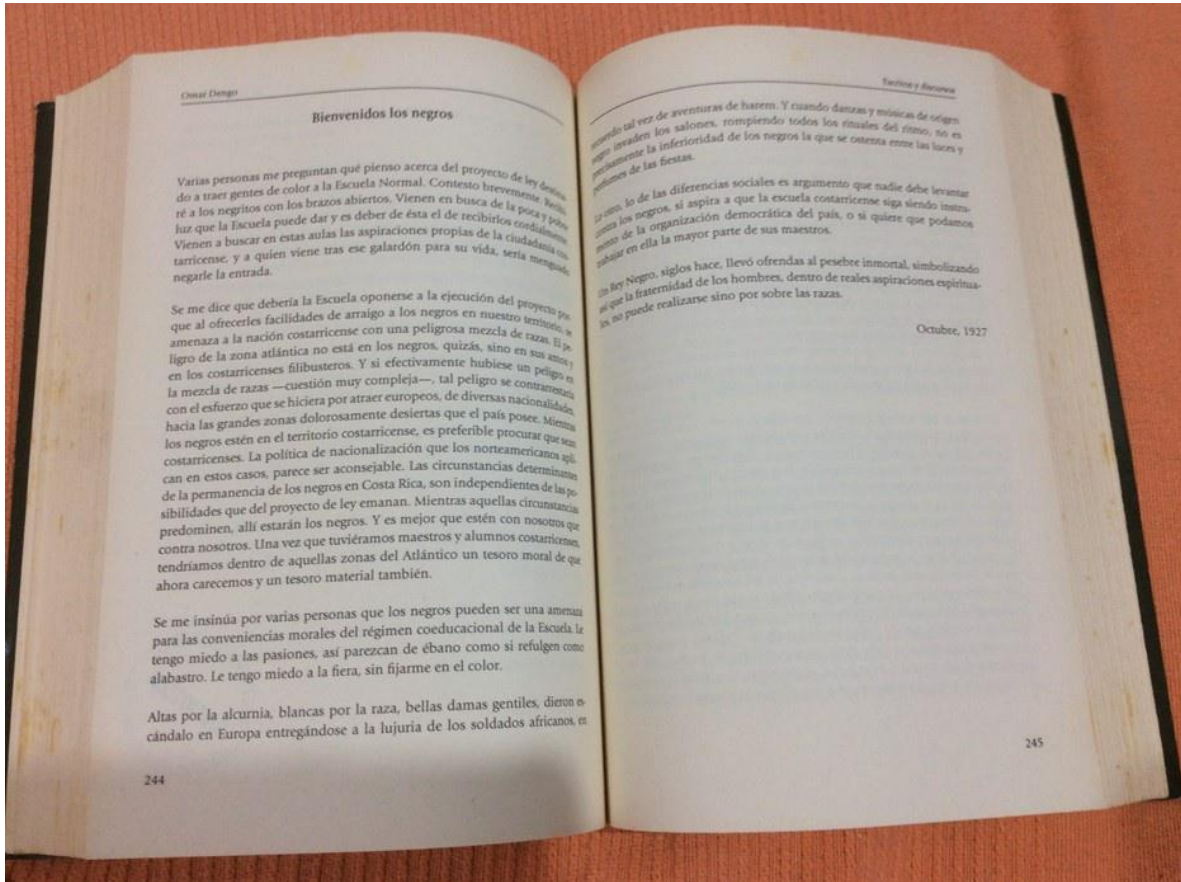 Omar Dengo
Bienvenidos los negros
Varias personas me preguntan qué pienso acerca del proyecto de ley destina-
do a traer gentes de color a la Escuela Normal. Contesto brevemente. Recibi-
ré a los negritos con los brazos abiertos. Vienen en busca de la poca y pobre
luz que la Escuela puede dar y es deber de ésta el de recibirlos cordialmente.
Vienen a buscar en estas aulas las aspiraciones propias de la ciudadanía cos-
tarricense, y a quien viene tras ese galardón para su vida, sería menguado
negarle la entrada.
Se me dice que debería la Escuela oponerse a la ejecución del proyecto por-
que al ofrecerles facilidades de arraigo a los negros en nuestro territorio, se
amenaza a la nación costarricense con una peligrosa mezcla de razas. El pe-
ligro de la zona atlántica no está en los negros, quizás, sino en sus amos y
en los costarricenses filibusteros. Y si efectivamente hubiese un peligro en
la mezcla de razas —cuestión muy compleja—, tal peligro se contrarrestaría
con el esfuerzo que se hiciera por atraer europeos, de diversas nacionalidades,
hacia las grandes zonas dolorosamente desiertas que el país posee. Mientras
los negros estén en el territorio costarricense, es preferible procurar que sean
costarricenses. La política de nacionalización que los norteamericanos apli-
can en estos casos, parece ser aconsejable. Las circunstancias determinantes
de la permanencia de los negros en Costa Rica, son independientes de las po-
sibilidades que del proyecto de ley emanan. Mientras aquellas circunstancias
predominen, allí estarán los negros. Y es mejor que estén con nosotros que
contra nosotros. Una vez que tuviéramos maestros y alumnos costarricenses,
tendríamos dentro de aquellas zonas del Atlántico un tesoro moral de que
ahora carecemos y un tesoro material también.
Se me insinúa por varias personas que los negros pueden ser una amenaza
para las conveniencias morales del régimen coeducacional de la Escuela. Le
tengo miedo a las pasiones, así parezcan de ébano como si refulgen como
alabastro. Le tengo miedo a la fiera, sin fijarme en el color.
Altas por la alcurnia, blancas por la raza, bellas damas gentiles, dieron es-
cándalo en Europa entregándose a la lujuria de los soldados africanos, en
244
Escritos y discursos
recuerdo tal vez de aventuras de harem. Y cuando danzas y músicas de origen
negro invaden los salones, rompiendo todos los rituales del ritmo, no es
precisamente la inferioridad de los negros la que se ostenta entre las luces y
perfumes de las fiestas.
Lo otro, lo de las diferencias sociales es argumento que nadie debe levantar
contra los negros, si aspira a que la escuela costarricense siga siendo instru-
mento de la organización democrática del país, o si quiere que podamos
trabajar en ella la mayor parte de sus maestros.
Un Rey Negro, siglos hace, llevó ofrendas al pesebre inmortal, simbolizando
así que la fraternidad de los hombres, dentro de reales aspiraciones espiritua-
les, no puede realizarse sino por sobre las razas.
Octubre, 1927
245